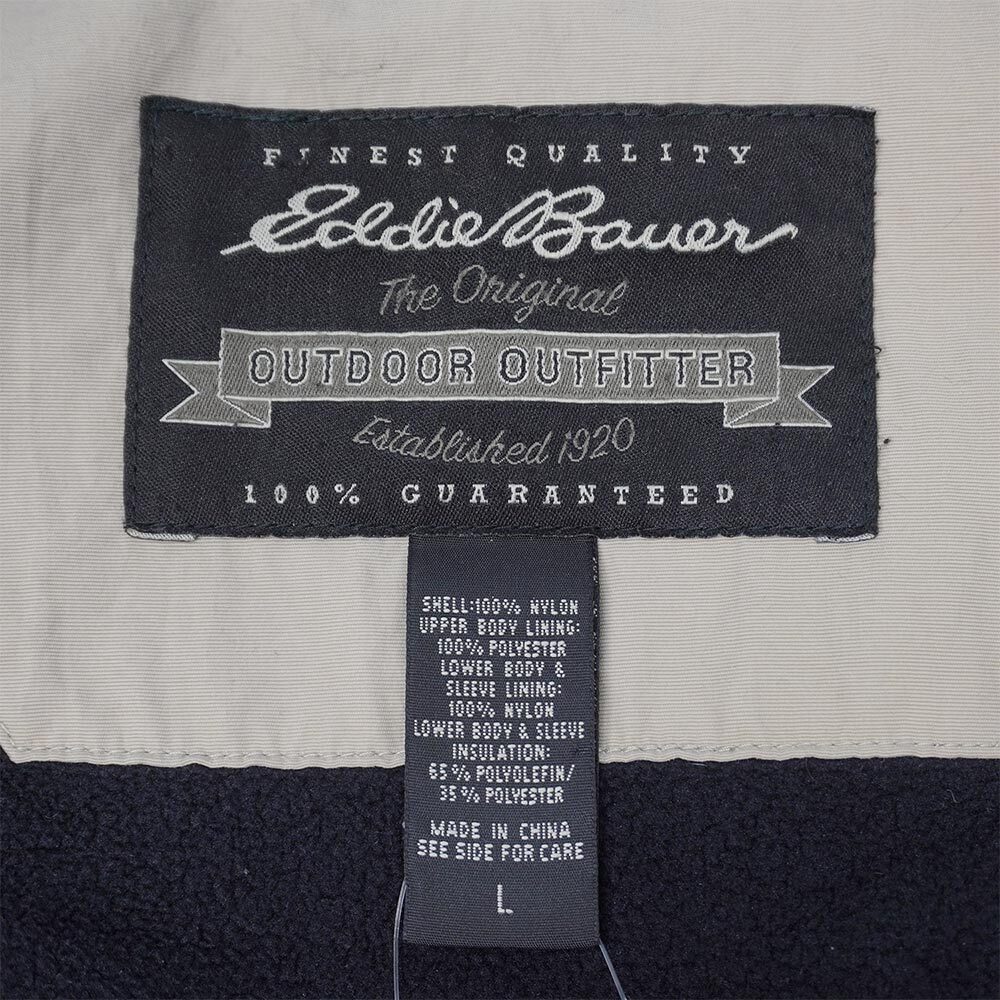 FINEST QUALITY
Eddie Bauer
The Original
OUTDOOR OUTFITTER
Established 1920
100% GUARANTEED
SHELL:100% NYLON
UPPER BODY LINING:
100% POLYESTER
LOWER BODY &
SLEEVE LINING:
100% NYLON
LOWER BODY & SLEEVE
INSULATION:
65% POLYOLEFIN/
35% POLYESTER
MADE IN CHINA
SEE SIDE FOR CARE
L